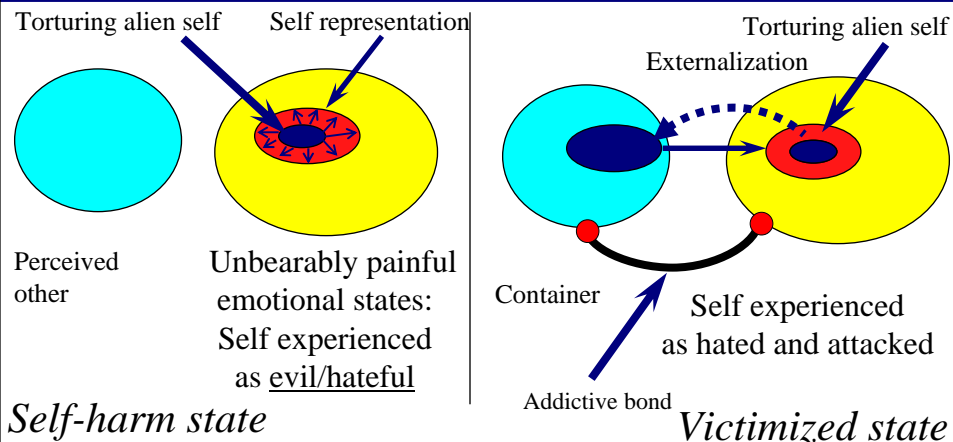 Torturing alien self
Self representation
Perceived
other
Unbearably painful
emotional states:
Self experienced
as evil/hateful
Self-harm state
Torturing alien self
Externalization
Container
Self experienced
as hated and attacked
Addictive bond
Victimized state